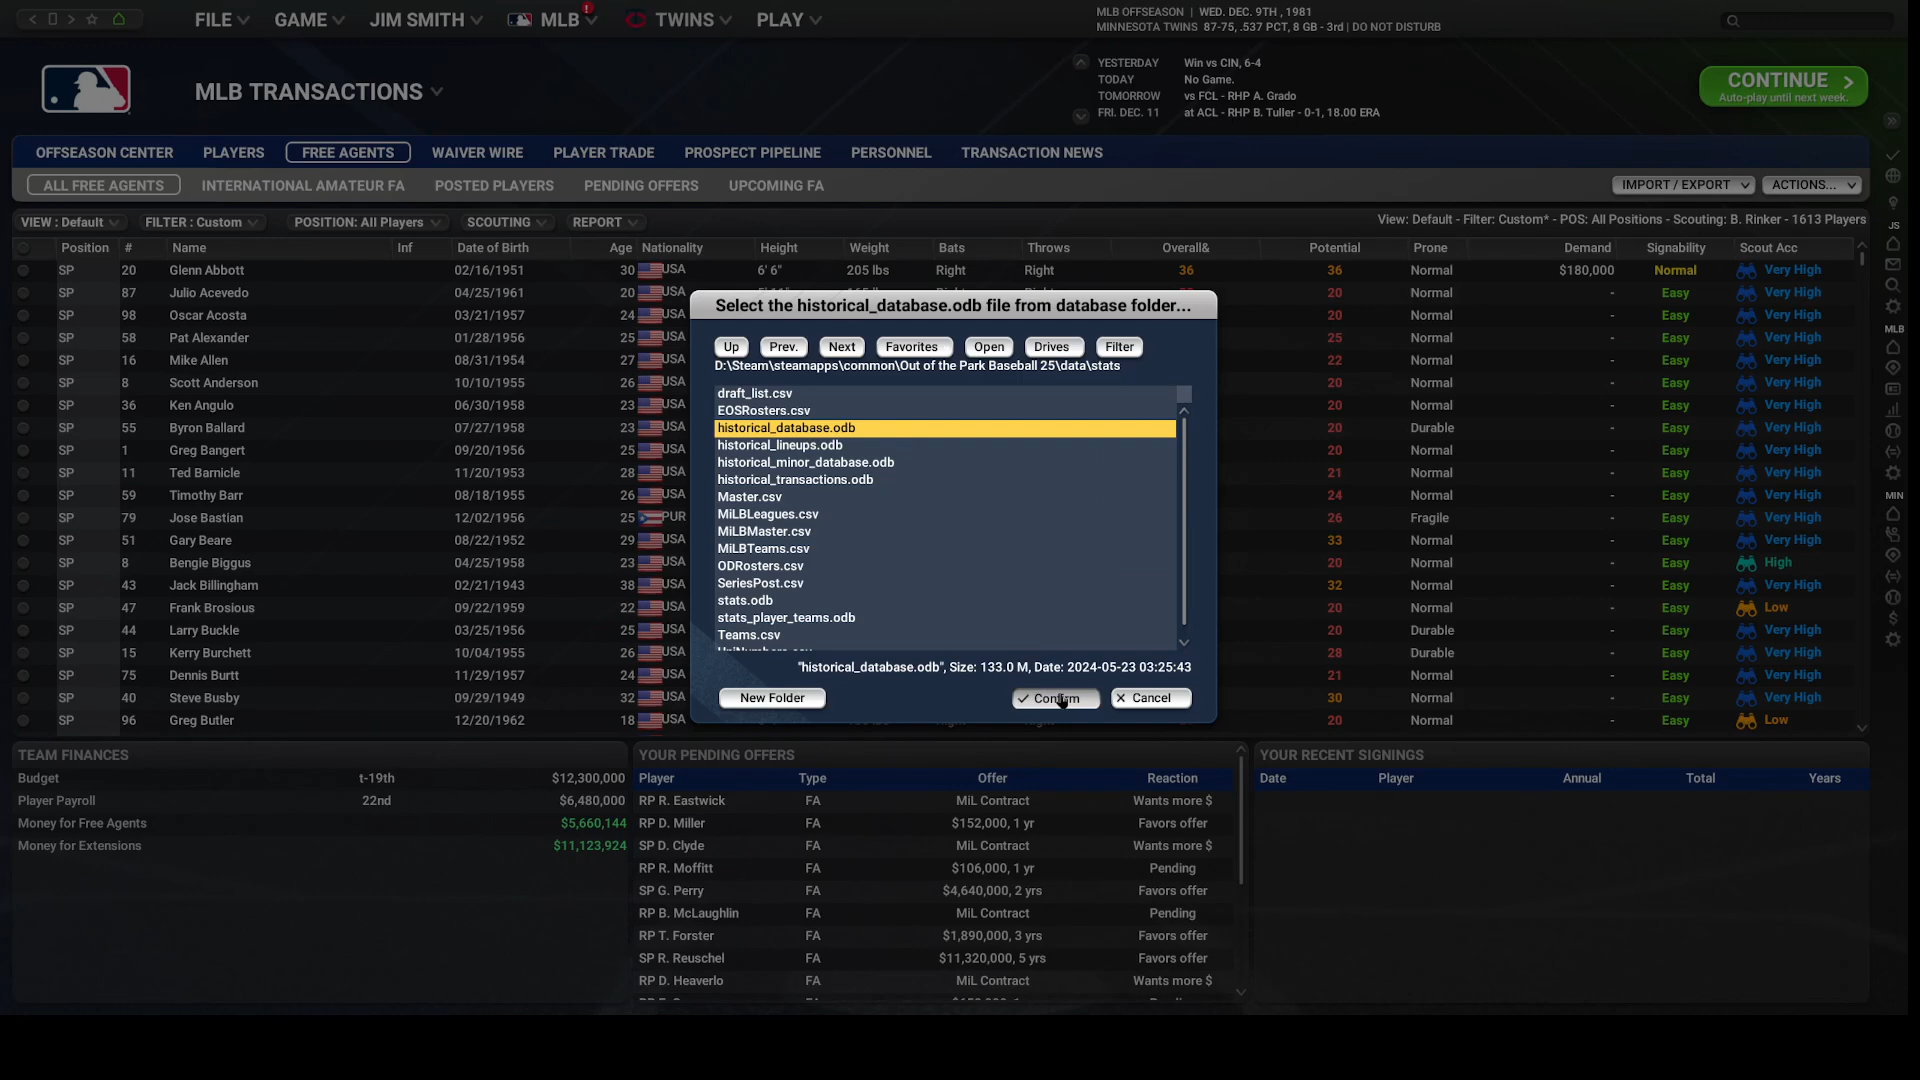 FILE
GAME
JIM SMITH
MLB
!
TWINS
PLAY
MLB OFFSEASON | WED. DEC. 9TH , 1981
MINNESOTA TWINS 87-75, .537 PCT, 8 GB - 3rd | DO NOT DISTURB
MLB TRANSACTIONS
YESTERDAY Win vs CIN, 6-4
TODAY No Game.
TOMORROW vs FCL - RHP A. Grado
FRI. DEC. 11 at ACL - RHP B. Tuller - 0-1, 18.00 ERA
CONTINUE
Auto-play until next week.
OFFSEASON CENTER PLAYERS FREE AGENTS WAIVER WIRE PLAYER TRADE PROSPECT PIPELINE PERSONNEL TRANSACTION NEWS
ALL FREE AGENTS INTERNATIONAL AMATEUR FA POSTED PLAYERS PENDING OFFERS UPCOMING FA IMPORT / EXPORT ACTIONS...
VIEW : Default FILTER : Custom POSITION: All Players SCOUTING REPORT View: Default - Filter: Custom* - POS: All Positions - Scouting: B. Rinker - 1613 Players
Position # Name Inf Date of Birth Age Nationality Height Weight Bats Throws Overall& Potential Prone Demand Signability Scout Acc
SP 20 Glenn Abbott 02/16/1951 30 USA 6' 6" 205 lbs Right Right 36 36 Normal $180,000 Normal Very High
SP 87 Julio Acevedo 04/25/1961 20 USA 20 Normal - Easy Very High
SP 98 Oscar Acosta 03/21/1957 24 USA 20 Normal - Easy Very High
SP 58 Pat Alexander 01/28/1956 25 USA 25 Normal - Easy Very High
SP 16 Mike Allen 08/31/1954 27 USA 22 Normal - Easy Very High
SP 8 Scott Anderson 10/10/1955 26 USA 20 Normal - Easy Very High
SP 36 Ken Angulo 06/30/1958 23 USA 20 Normal - Easy Very High
SP 55 Byron Ballard 07/27/1958 23 USA 20 Durable - Easy Very High
SP 1 Greg Bangert 09/20/1956 25 USA 20 Normal - Easy Very High
SP 11 Ted Barnicle 11/20/1953 28 USA 21 Normal - Easy Very High
SP 59 Timothy Barr 08/18/1955 26 USA 24 Normal - Easy Very High
SP 79 Jose Bastian 12/02/1956 25 PUR 26 Fragile - Easy Very High
SP 51 Gary Beare 08/22/1952 29 USA 33 Normal - Easy Very High
SP 8 Bengie Biggus 04/25/1958 23 USA 20 Normal - Easy High
SP 43 Jack Billingham 02/21/1943 38 USA 32 Normal - Easy Very High
SP 47 Frank Brosious 09/22/1959 22 USA 20 Normal - Easy Low
SP 44 Larry Buckle 03/25/1956 25 USA 20 Durable - Easy Very High
SP 15 Kerry Burchett 10/04/1955 26 USA 28 Durable - Easy Very High
SP 75 Dennis Burtt 11/29/1957 24 USA 21 Normal - Easy Very High
SP 40 Steve Busby 09/29/1949 32 USA 30 Normal - Easy Very High
SP 96 Greg Butler 12/20/1962 18 USA 20 Normal - Easy Low
Select the historical_database.odb file from database folder...
Up Prev. Next Favorites Open Drives Filter
D:\Steam\steamapps\common\Out of the Park Baseball 25\data\stats
draft_list.csv
EOSRosters.csv
historical_database.odb
historical_lineups.odb
historical_minor_database.odb
historical_transactions.odb
Master.csv
MiLBLeagues.csv
MiLBMaster.csv
MiLBTeams.csv
ODRosters.csv
SeriesPost.csv
stats.odb
stats_player_teams.odb
Teams.csv
"historical_database.odb", Size: 133.0 M, Date: 2024-05-23 03:25:43
New Folder Confirm Cancel
TEAM FINANCES
Budget t-19th $12,300,000
Player Payroll 22nd $6,480,000
Money for Free Agents $5,660,144
Money for Extensions $11,123,924
YOUR PENDING OFFERS
Player Type Offer Reaction
RP R. Eastwick FA MiL Contract Wants more $
RP D. Miller FA $152,000, 1 yr Favors offer
SP D. Clyde FA MiL Contract Wants more $
RP R. Moffitt FA $106,000, 1 yr Pending
SP G. Perry FA $4,640,000, 2 yrs Favors offer
RP B. McLaughlin FA MiL Contract Pending
RP T. Forster FA $1,890,000, 3 yrs Favors offer
SP R. Reuschel FA $11,320,000, 5 yrs Favors offer
RP D. Heaverlo FA MiL Contract Wants more $
YOUR RECENT SIGNINGS
Date Player Annual Total Years
JS
MLB
MIN